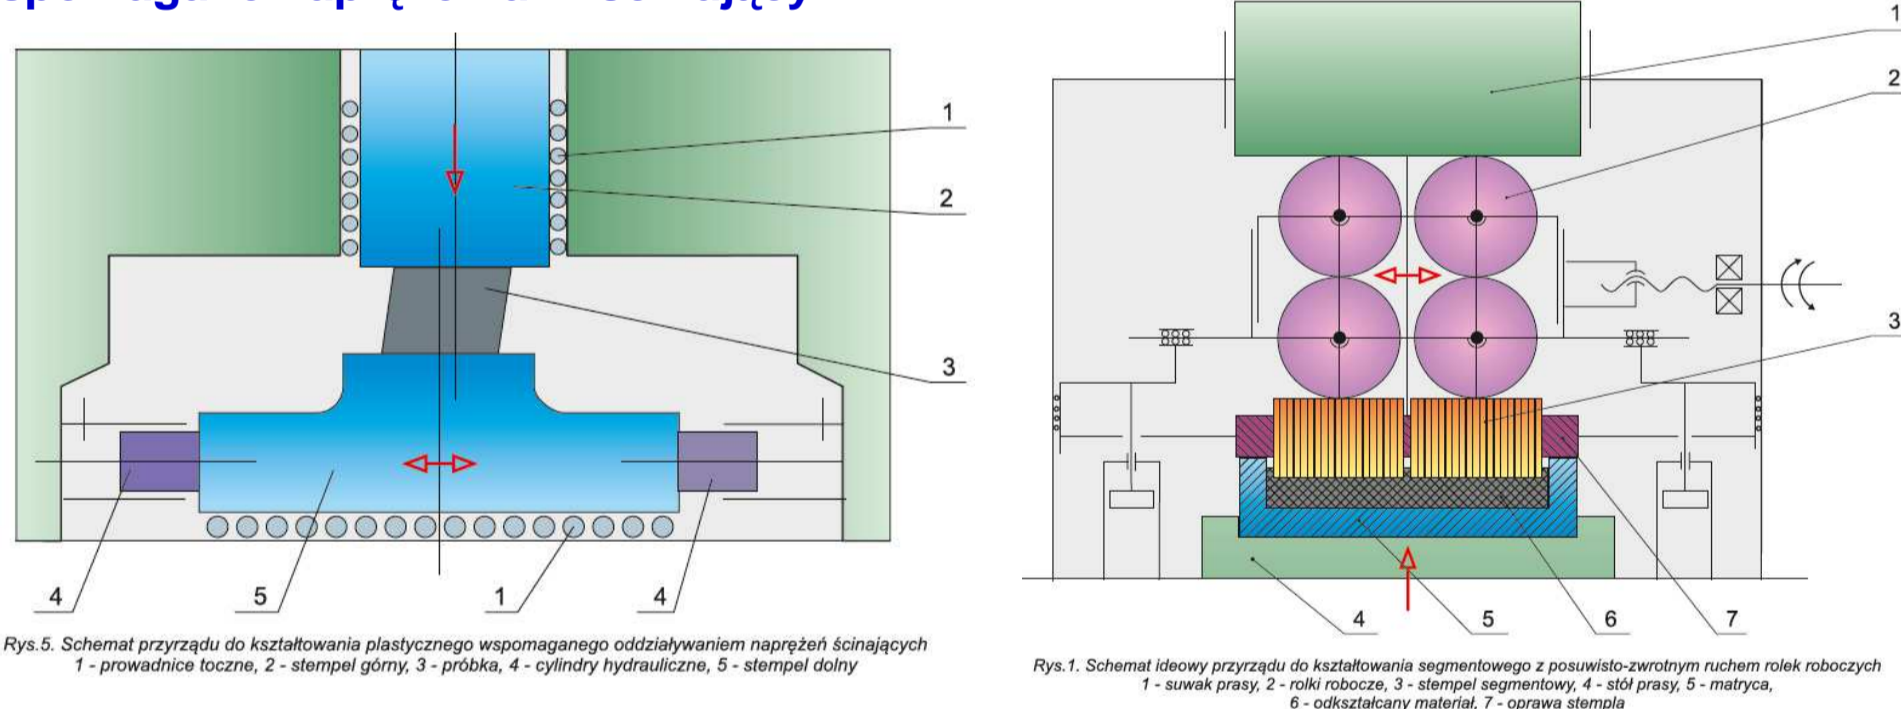 1
2
3
4
5
1
4
Rys.5. Schemat przyrządu do kształtowania plastycznego wspomaganego oddziaływaniem naprężeń ścinających
1 - prowadnice toczne, 2 - stempel górny, 3 - próbka, 4 - cylindry hydrauliczne, 5 - stempel dolny
1
2
3
4
5
6
7
Rys.1. Schemat ideowy przyrządu do kształtowania segmentowego z posuwisto-zwrotnym ruchem rolek roboczych
1 - suwak prasy, 2 - rolki robocze, 3 - stempel segmentowy, 4 - stół prasy, 5 - matryca,
6 - odkształcany materiał, 7 - oprawa stempla